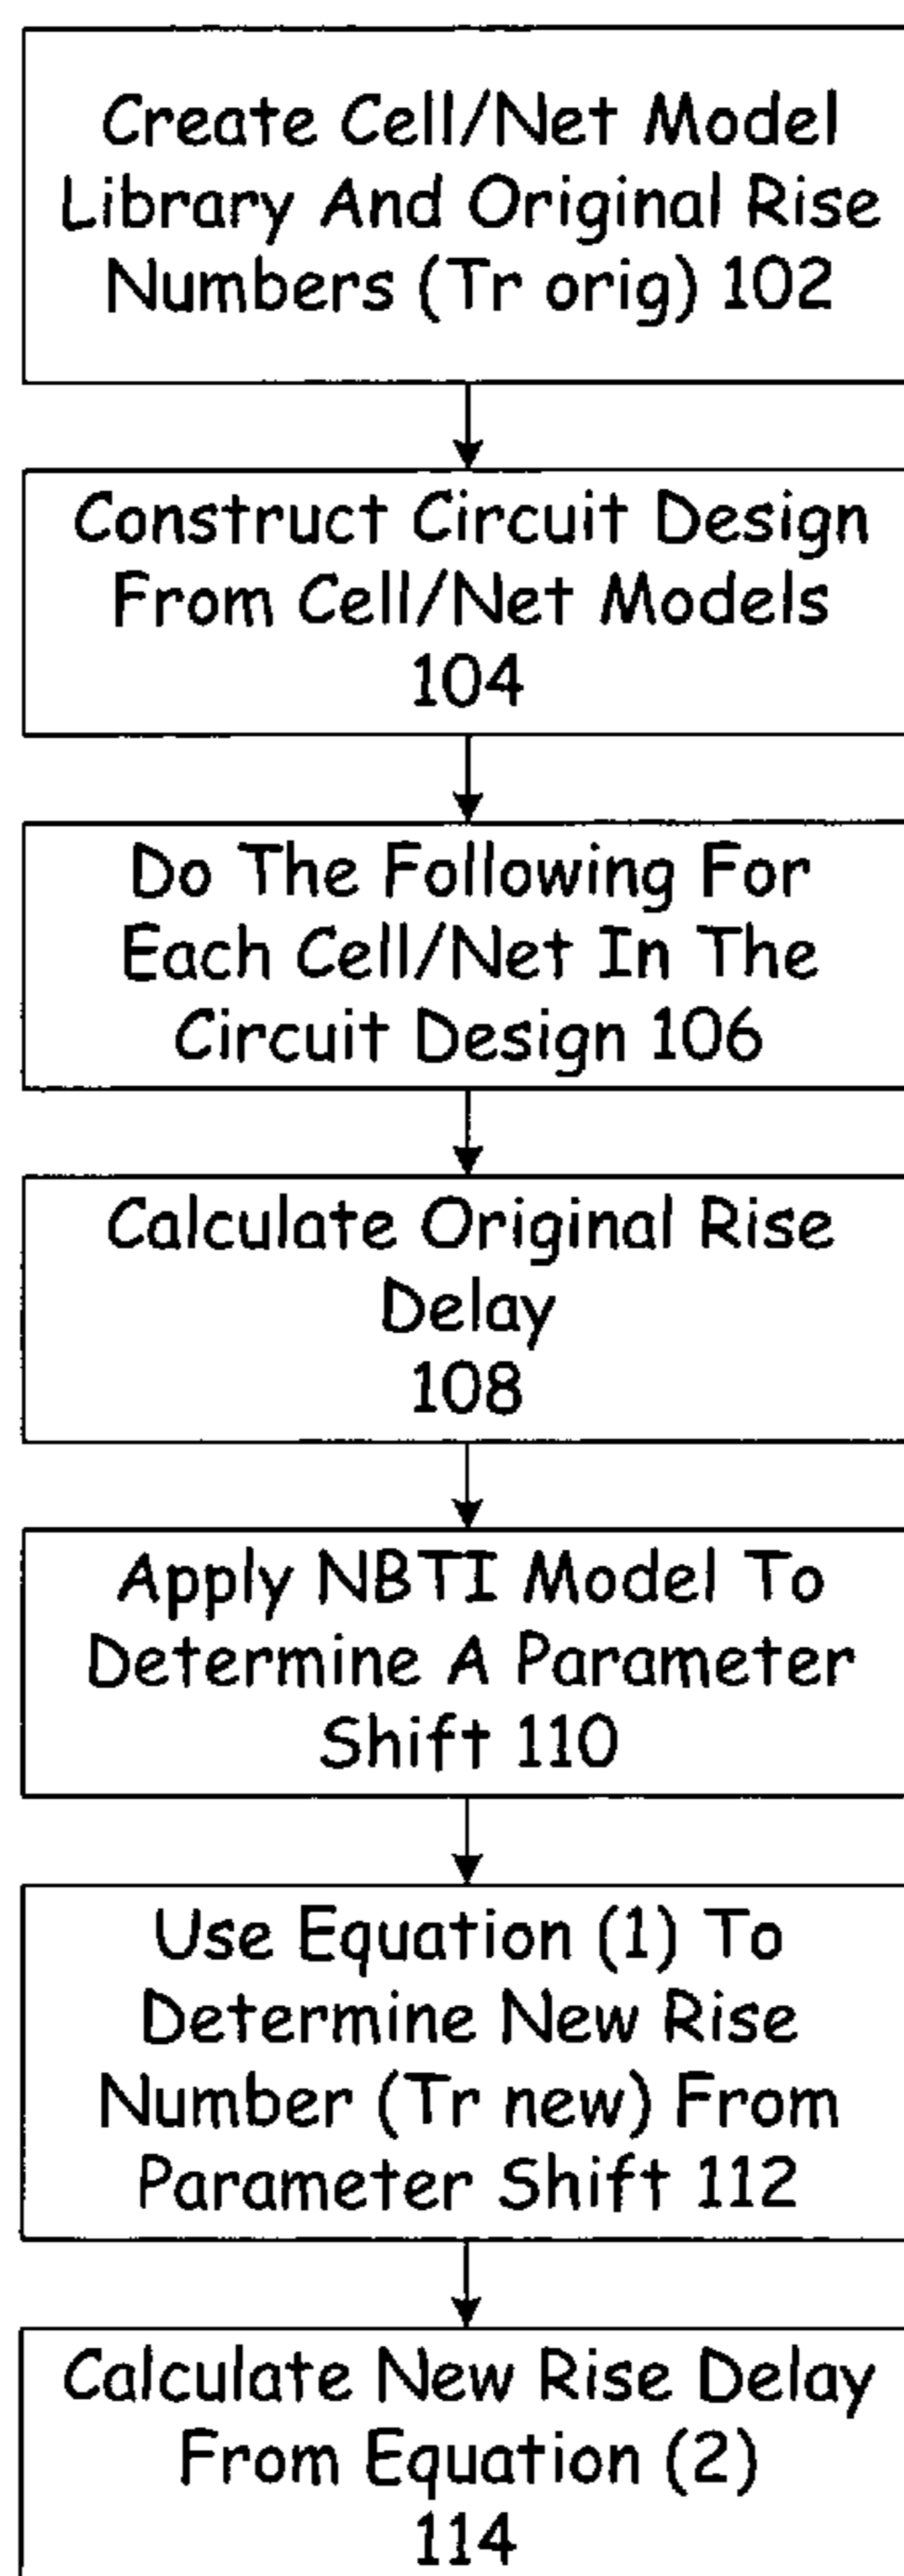 Create Cell/Net Model
Library And Original Rise
Numbers (Tr orig) 102
Construct Circuit Design
From Cell/Net Models
104
Do The Following For
Each Cell/Net In The
Circuit Design 106
Calculate Original Rise
Delay
108
Apply NBTI Model To
Determine A Parameter
Shift 110
Use Equation (1) To
Determine New Rise
Number (Tr new) From
Parameter Shift 112
Calculate New Rise Delay
From Equation (2)
114